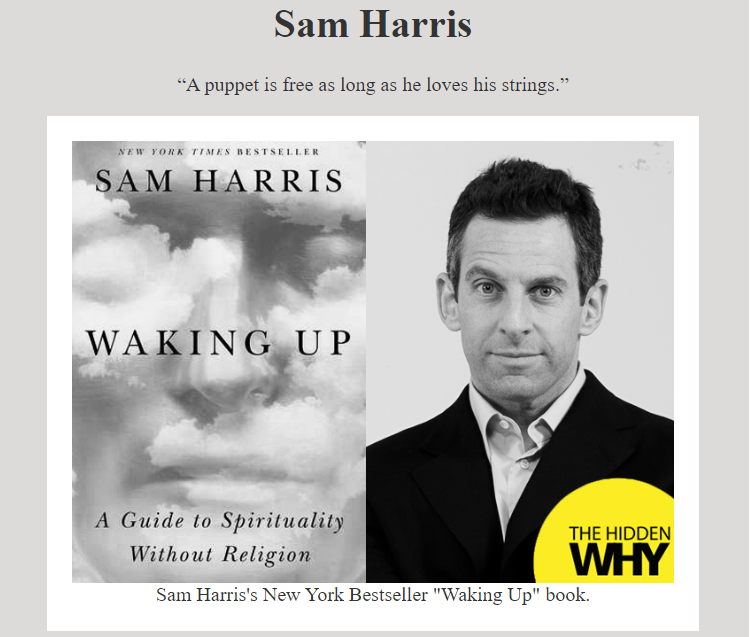 Sam Harris
“A puppet is free as long as he loves his strings.”
NEW YORK TIMES BESTSELLER
SAM HARRIS
WAKING UP
A Guide to Spirituality
Without Religion
THE HIDDEN
WHY
Sam Harris's New York Bestseller "Waking Up" book.